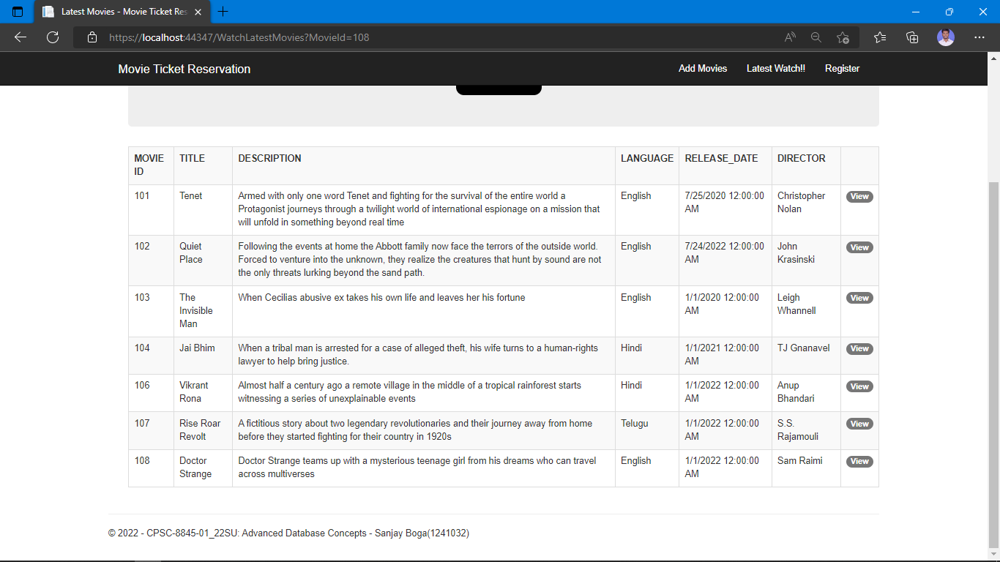 Latest Movies - Movie Ticket Res
https://localhost:44347/WatchLatestMovies?MovieId=108
Movie Ticket Reservation
Add Movies
Latest Watch!!
Register
MOVIE
ID
TITLE
DESCRIPTION
LANGUAGE
RELEASE_DATE
DIRECTOR
101
Tenet
Armed with only one word Tenet and fighting for the survival of the entire world a
Protagonist journeys through a twilight world of international espionage on a mission that
will unfold in something beyond real time
English
7/25/2020 12:00:00
AM
Christopher
Nolan
View
102
Quiet
Place
Following the events at home the Abbott family now face the terrors of the outside world.
Forced to venture into the unknown, they realize the creatures that hunt by sound are not
the only threats lurking beyond the sand path.
English
7/24/2022 12:00:00
AM
John
Krasinski
View
103
The
Invisible
Man
When Cecilias abusive ex takes his own life and leaves her his fortune
English
1/1/2020 12:00:00
AM
Leigh
Whannell
View
104
Jai Bhim
When a tribal man is arrested for a case of alleged theft, his wife turns to a human-rights
lawyer to help bring justice.
Hindi
1/1/2021 12:00:00
AM
TJ Gnanavel
View
106
Vikrant
Rona
Almost half a century ago a remote village in the middle of a tropical rainforest starts
witnessing a series of unexplainable events
Hindi
1/1/2022 12:00:00
AM
Anup
Bhandari
View
107
Rise Roar
Revolt
A fictitious story about two legendary revolutionaries and their journey away from home
before they started fighting for their country in 1920s
Telugu
1/1/2022 12:00:00
AM
S.S.
Rajamouli
View
108
Doctor
Strange
Doctor Strange teams up with a mysterious teenage girl from his dreams who can travel
across multiverses
English
1/1/2022 12:00:00
AM
Sam Raimi
View
© 2022 - CPSC-8845-01_22SU: Advanced Database Concepts - Sanjay Boga(1241032)